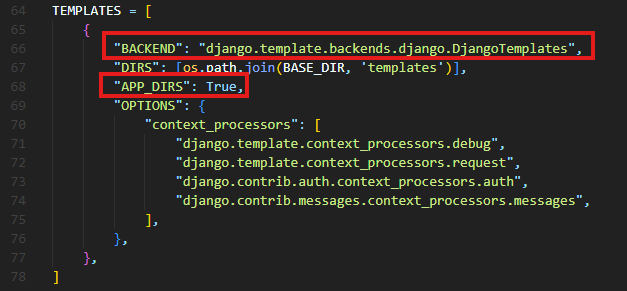 64 TEMPLATES = [
65 {
66 "BACKEND": "django.template.backends.django.DjangoTemplates",
67 "DIRS": [os.path.join(BASE_DIR, 'templates')],
68 "APP_DIRS": True,
69 "OPTIONS": {
70 "context_processors": [
71 "django.template.context_processors.debug",
72 "django.template.context_processors.request",
73 "django.contrib.auth.context_processors.auth",
74 "django.contrib.messages.context_processors.messages",
75 ],
76 },
77 },
78 ]